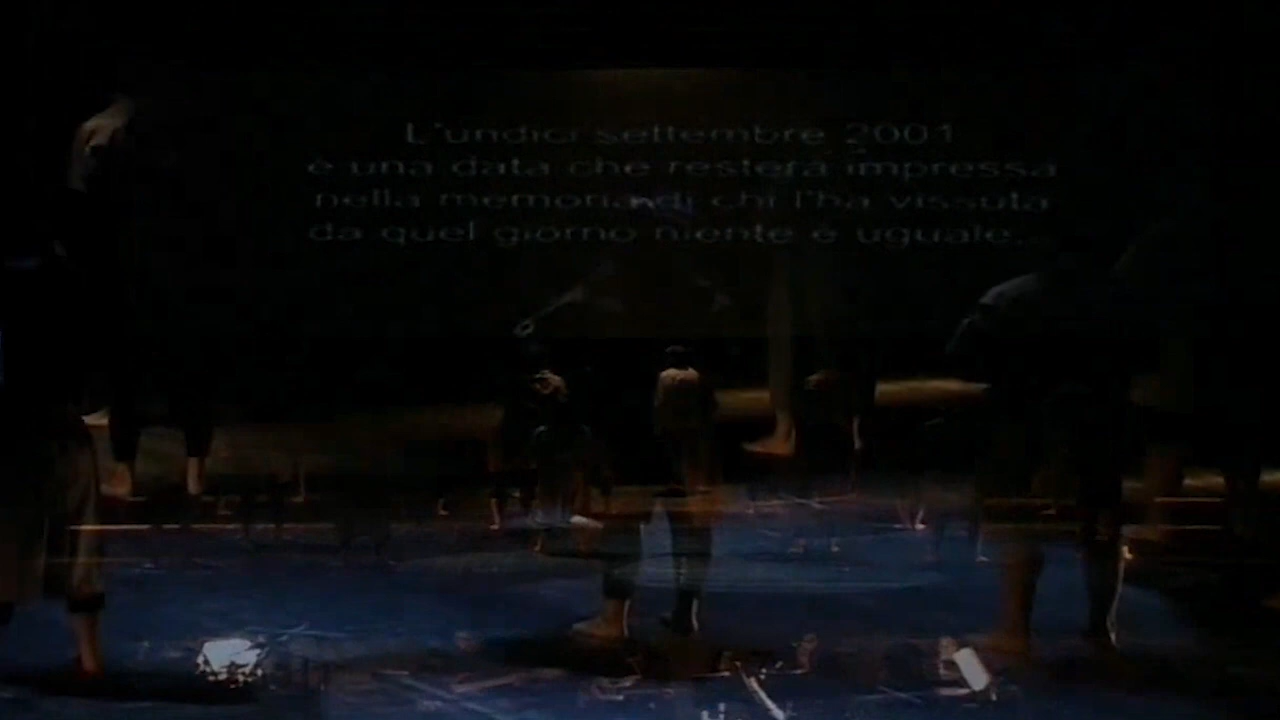 L'undici settembre 2001
è una data che resterà impressa
nella memoria di chi l'ha vissuta
da quel giorno niente è uguale...